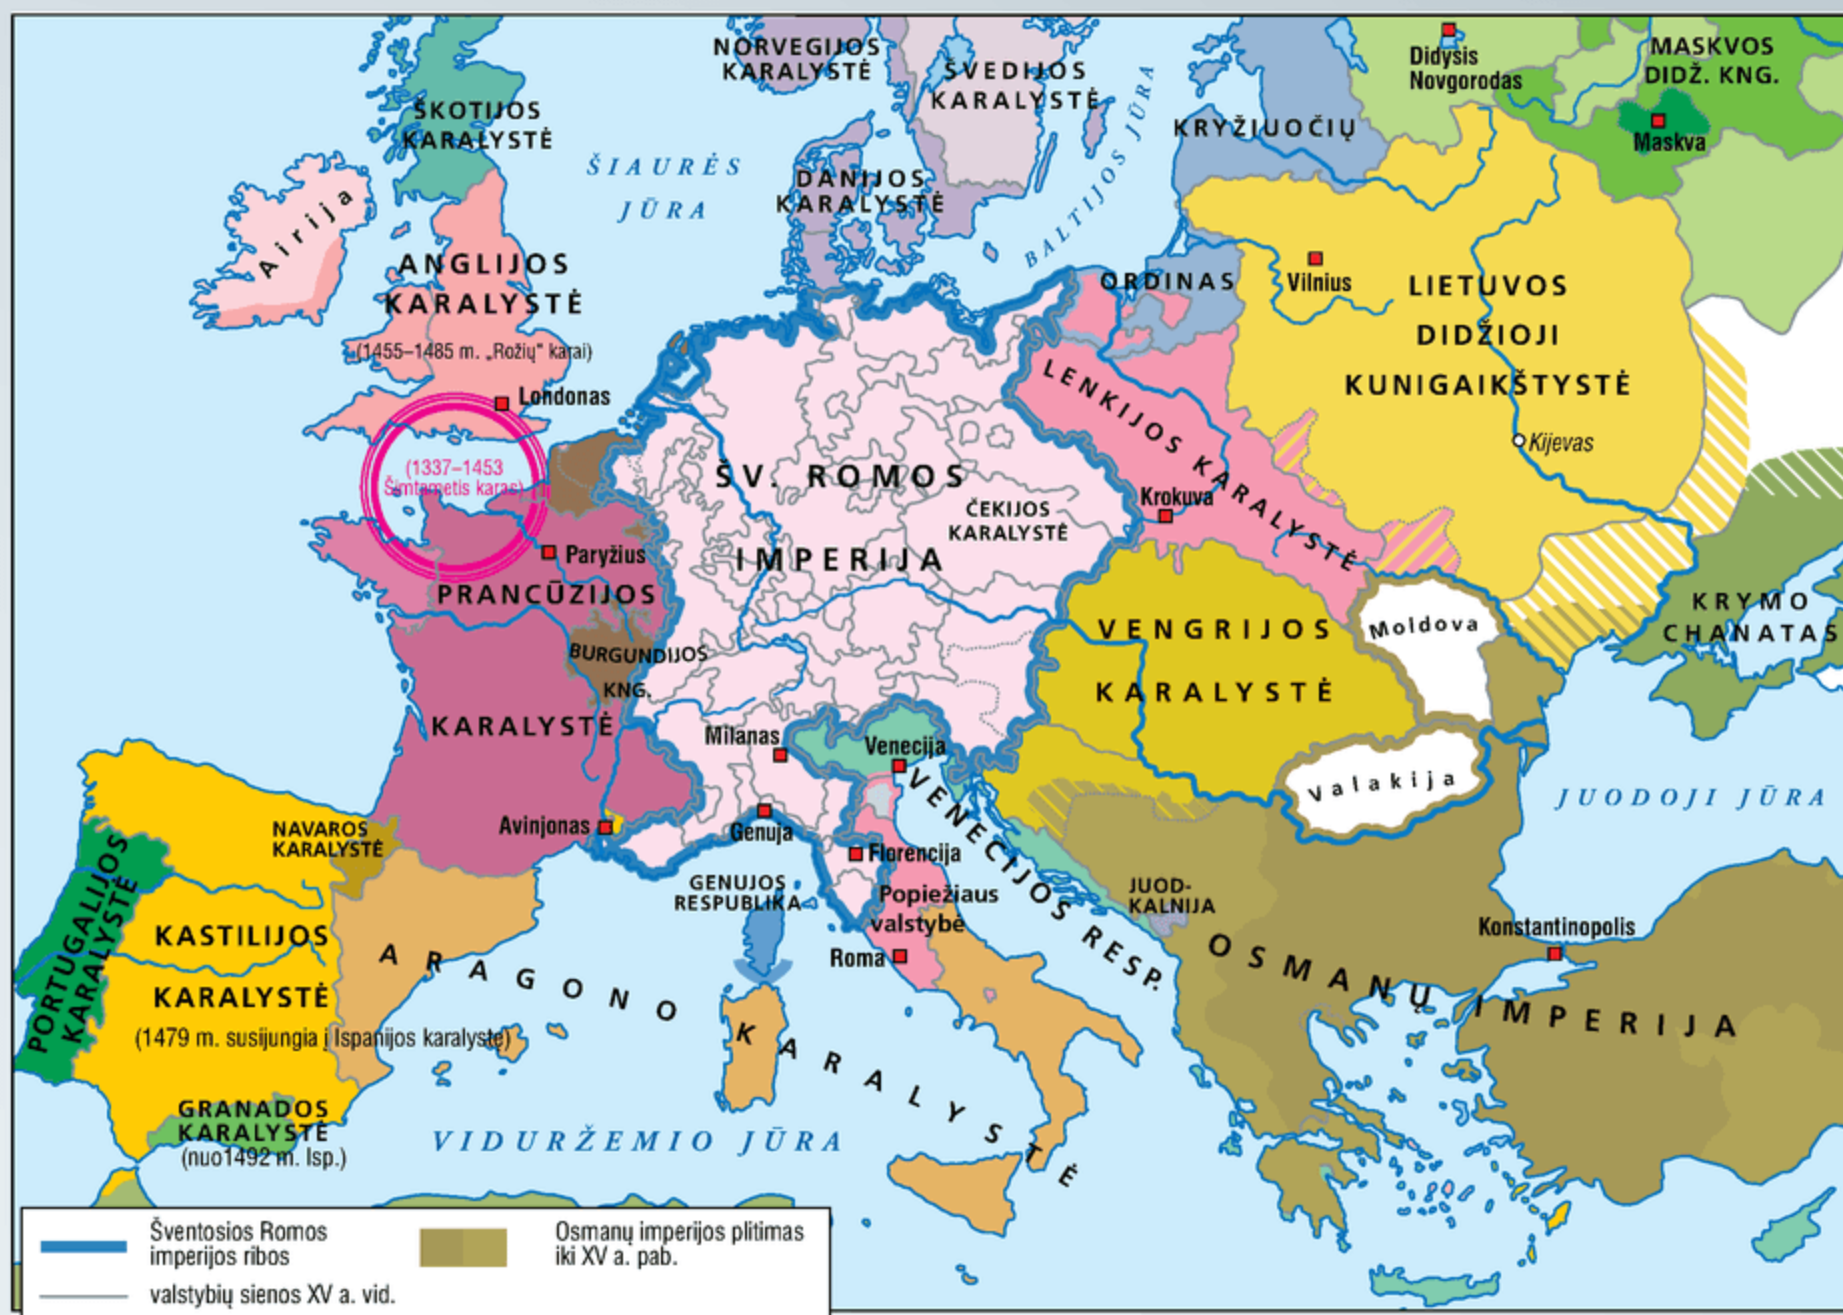 NORVEGIJOS
KARALYSTĖ
ŠVEDIJOS
KARALYSTĖ
Didysis
Novgorodas
MASKVOS
DIDŽ. KNG.
Maskva
ŠKOTIJOS
KARALYSTĖ
ŠIAURĖS
JŪRA
DANIJOS
KARALYSTĖ
BALTIJOS JŪRA
KRYŽIUOČIŲ
ORDINAS
Airija
ANGLIJOS
KARALYSTĖ
(1455–1485 m. „Rožių“ karai)
Londonas
Vilnius
LIETUVOS
DIDŽIOJI
KUNIGAIKŠTYSTĖ
Kijevas
LENKIJOS KARALYSTĖ
Krokuva
(1337–1453
Šimtametis karas)
ŠV. ROMOS
IMPERIJA
ČEKIJOS
KARALYSTĖ
Paryžius
PRANCŪZIJOS
KARALYSTĖ
BURGUNDIJOS
KNG.
VENGRIJOS
KARALYSTĖ
Moldova
KRYMO
CHANATAS
Valakija
JUODOJI JŪRA
Milanas
Venecija
VENECIJOS RESP.
Avinjonas
Genuja
Florencija
GENUJOS
RESPUBLIKA
Popiežiaus
valstybė
Roma
JUOD-
KALNIJA
Konstantinopolis
OSMANŲ IMPERIJA
NAVAROS
KARALYSTĖ
PORTUGALIJOS
KARALYSTĖ
KASTILIJOS
KARALYSTĖ
(1479 m. susijungia į Ispanijos karalystę)
ARAGONO KARALYSTĖ
GRANADOS
KARALYSTĖ
(nuo1492 m. Isp.)
VIDURŽEMIO JŪRA
Šventosios Romos
imperijos ribos
valstybių sienos XV a. vid.
Osmanų imperijos plitimas
iki XV a. pab.